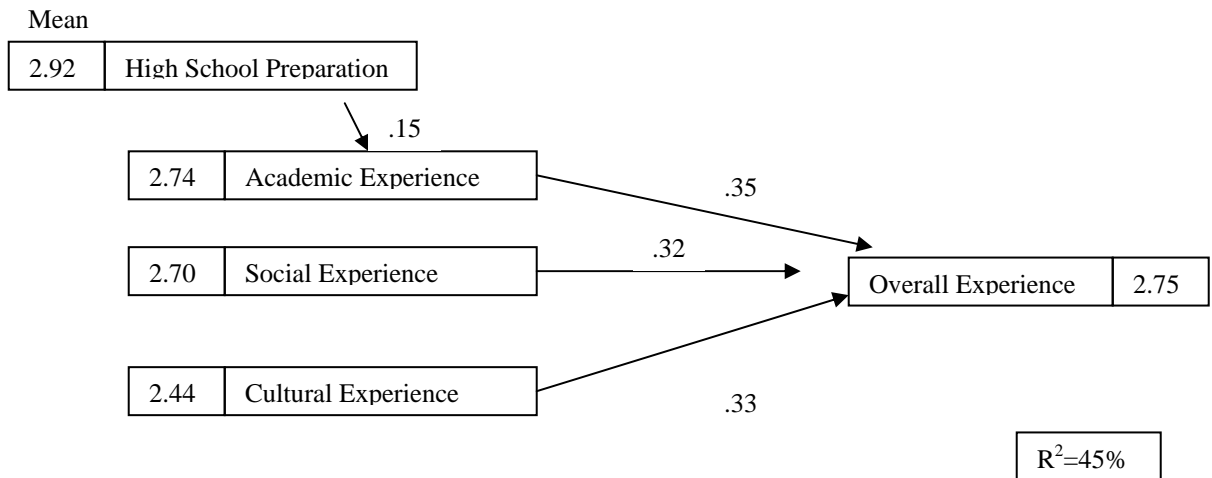 Mean
2.92 High School Preparation
.15
2.74 Academic Experience
.35
2.70 Social Experience
.32
Overall Experience 2.75
2.44 Cultural Experience
.33
R²=45%